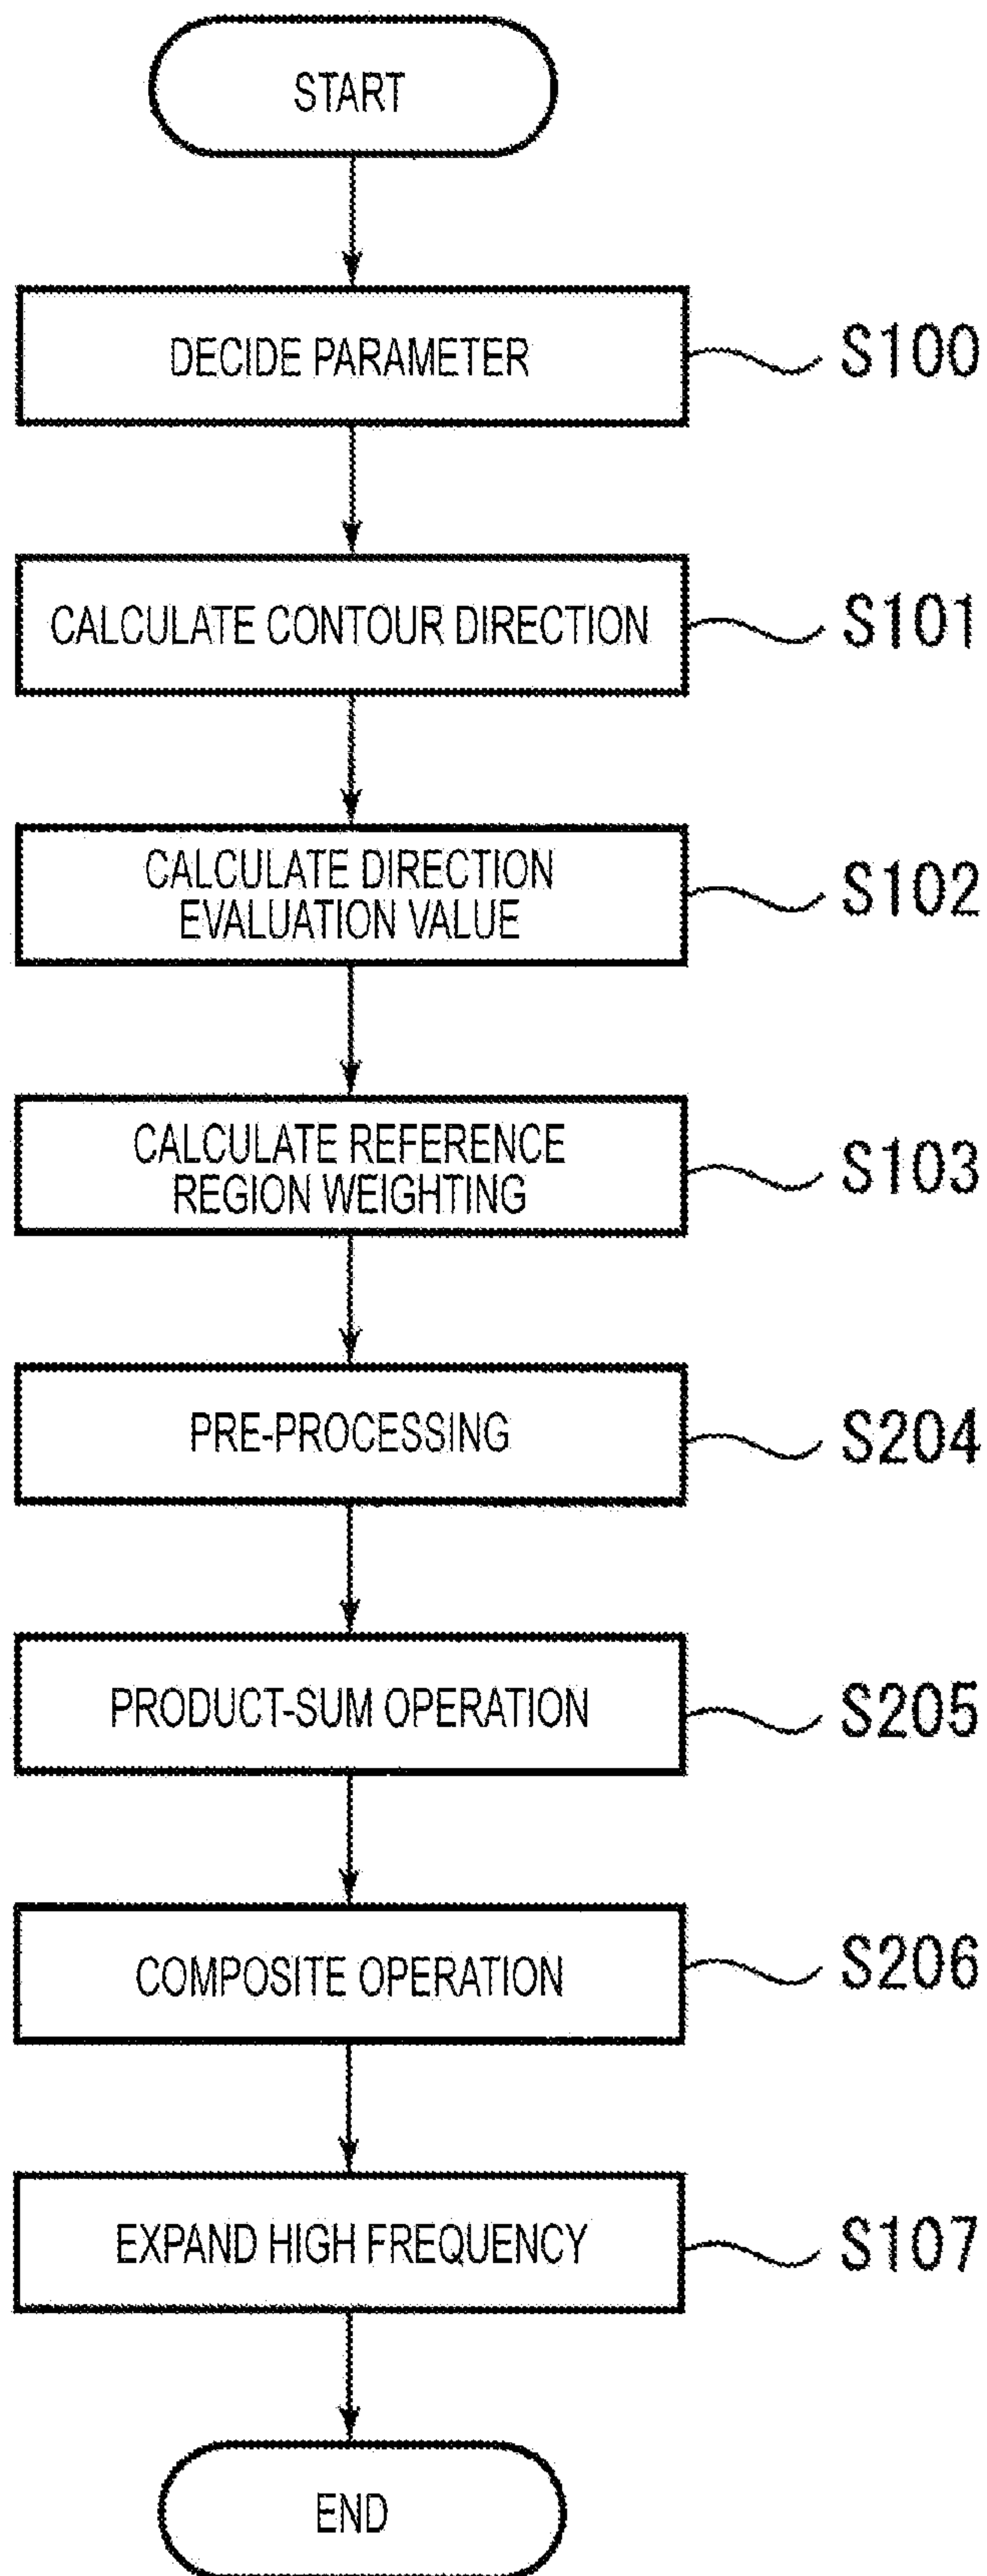 START
DECIDE PARAMETER
S100
CALCULATE CONTOUR DIRECTION
S101
CALCULATE DIRECTION
EVALUATION VALUE
S102
CALCULATE REFERENCE
REGION WEIGHTING
S103
PRE-PROCESSING
S204
PRODUCT-SUM OPERATION
S205
COMPOSITE OPERATION
S206
EXPAND HIGH FREQUENCY
S107
END